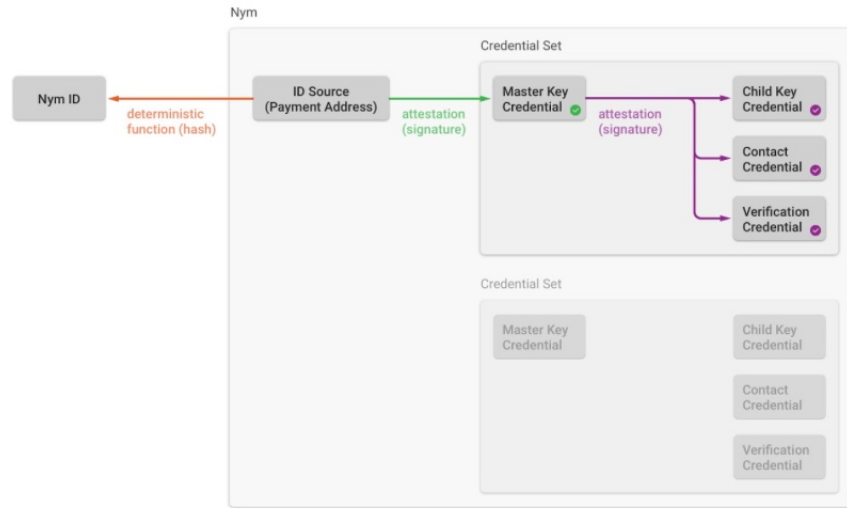 Nym
Credential Set
Nym ID
ID Source
(Payment Address)
Master Key
Credential
Child Key
Credential
deterministic
function (hash)
attestation
(signature)
attestation
(signature)
Contact
Credential
Verification
Credential
Credential Set
Master Key
Credential
Child Key
Credential
Contact
Credential
Verification
Credential